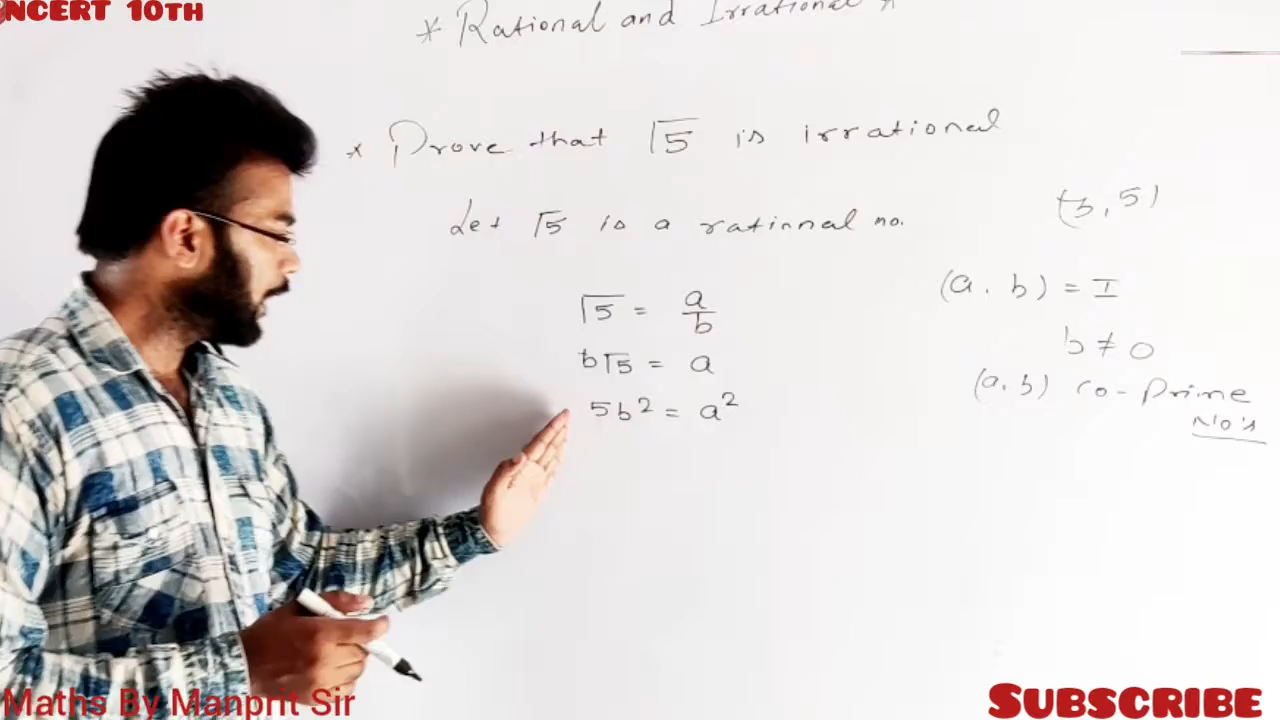 NCERT 10TH
* Rational and Irrational *
* Prove that √5 is irrational
Let √5 is a rational no.
(3, 5)
√5 = a/b
b√5 = a
5b² = a²
(a, b) = I
b ≠ 0
(a, b) co-prime
No's
Maths By Manprit Sir
SUBSCRIBE